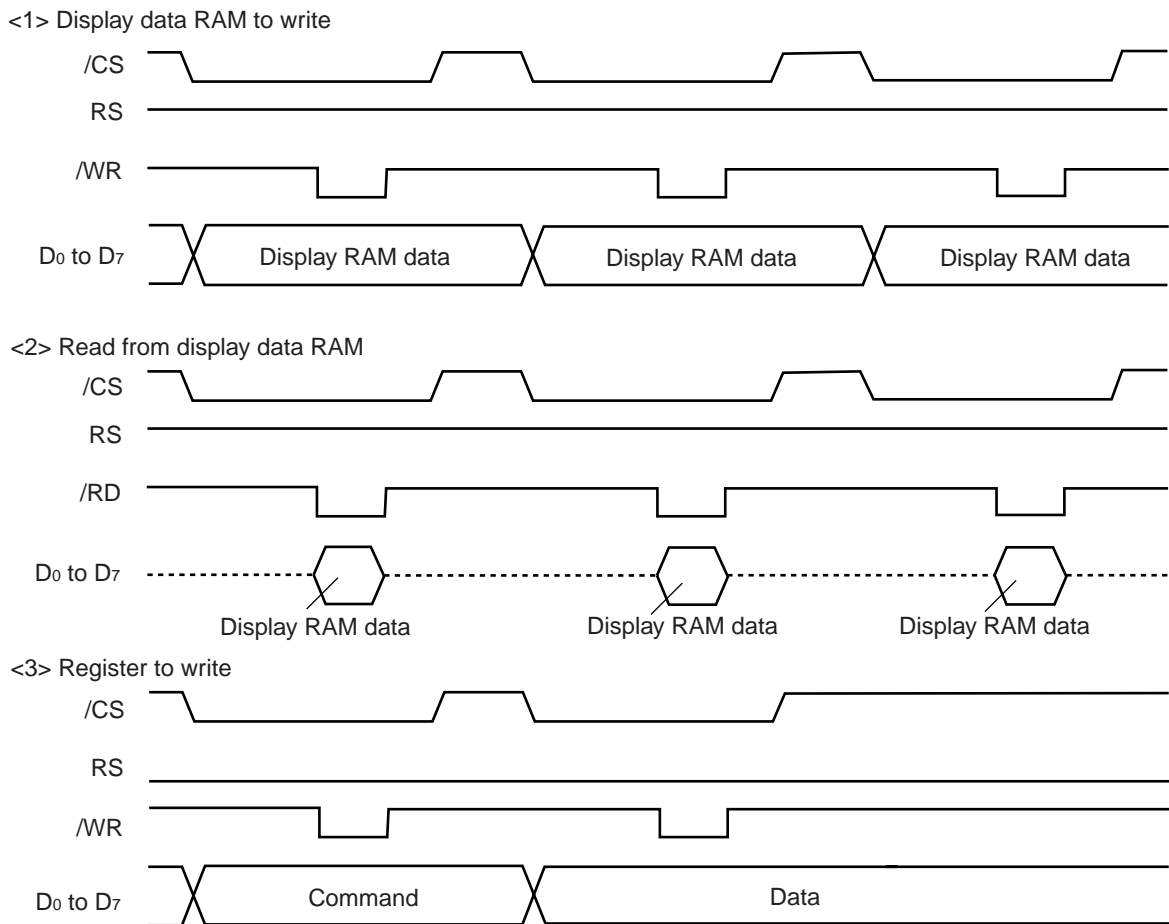 <1> Display data RAM to write
/CS
RS
/WR
D0 to D7
Display RAM data
Display RAM data
Display RAM data
<2> Read from display data RAM
/CS
RS
/RD
D0 to D7
Display RAM data
Display RAM data
Display RAM data
<3> Register to write
/CS
RS
/WR
D0 to D7
Command
Data